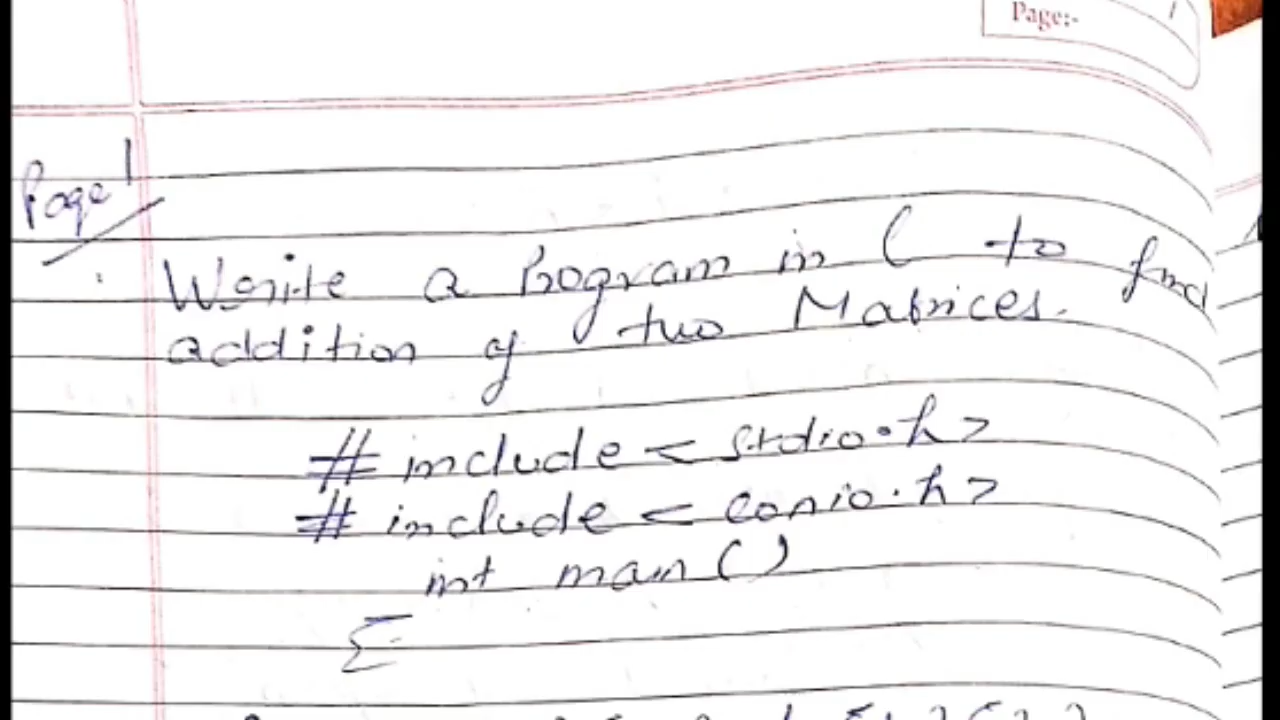 Page:-
Page 1
Write a Program in C to find
addition of two Matrices.
# include < stdio.h >
# include < conio.h >
int main ( )
{